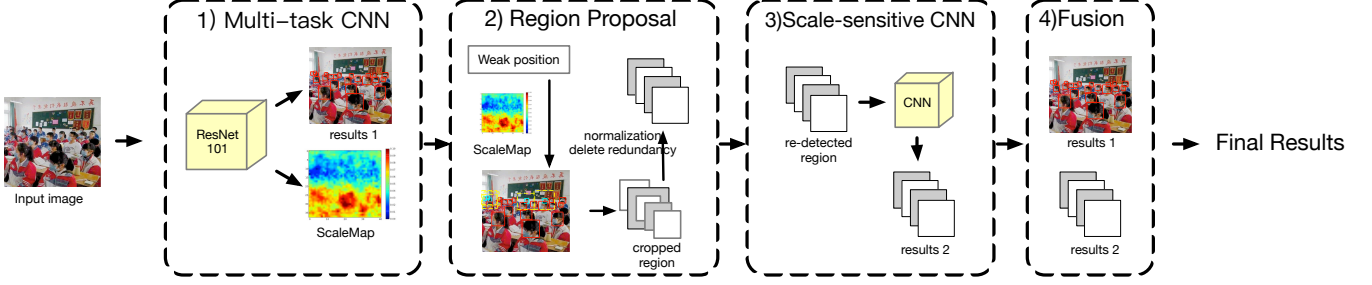 1) Multi-task CNN
2) Region Proposal
3)Scale-sensitive CNN
4)Fusion
Input image
ResNet
101
results 1
ScaleMap
Weak position
ScaleMap
normalization
delete redundancy
cropped
region
re-detected
region
CNN
results 2
results 1
results 2
Final Results